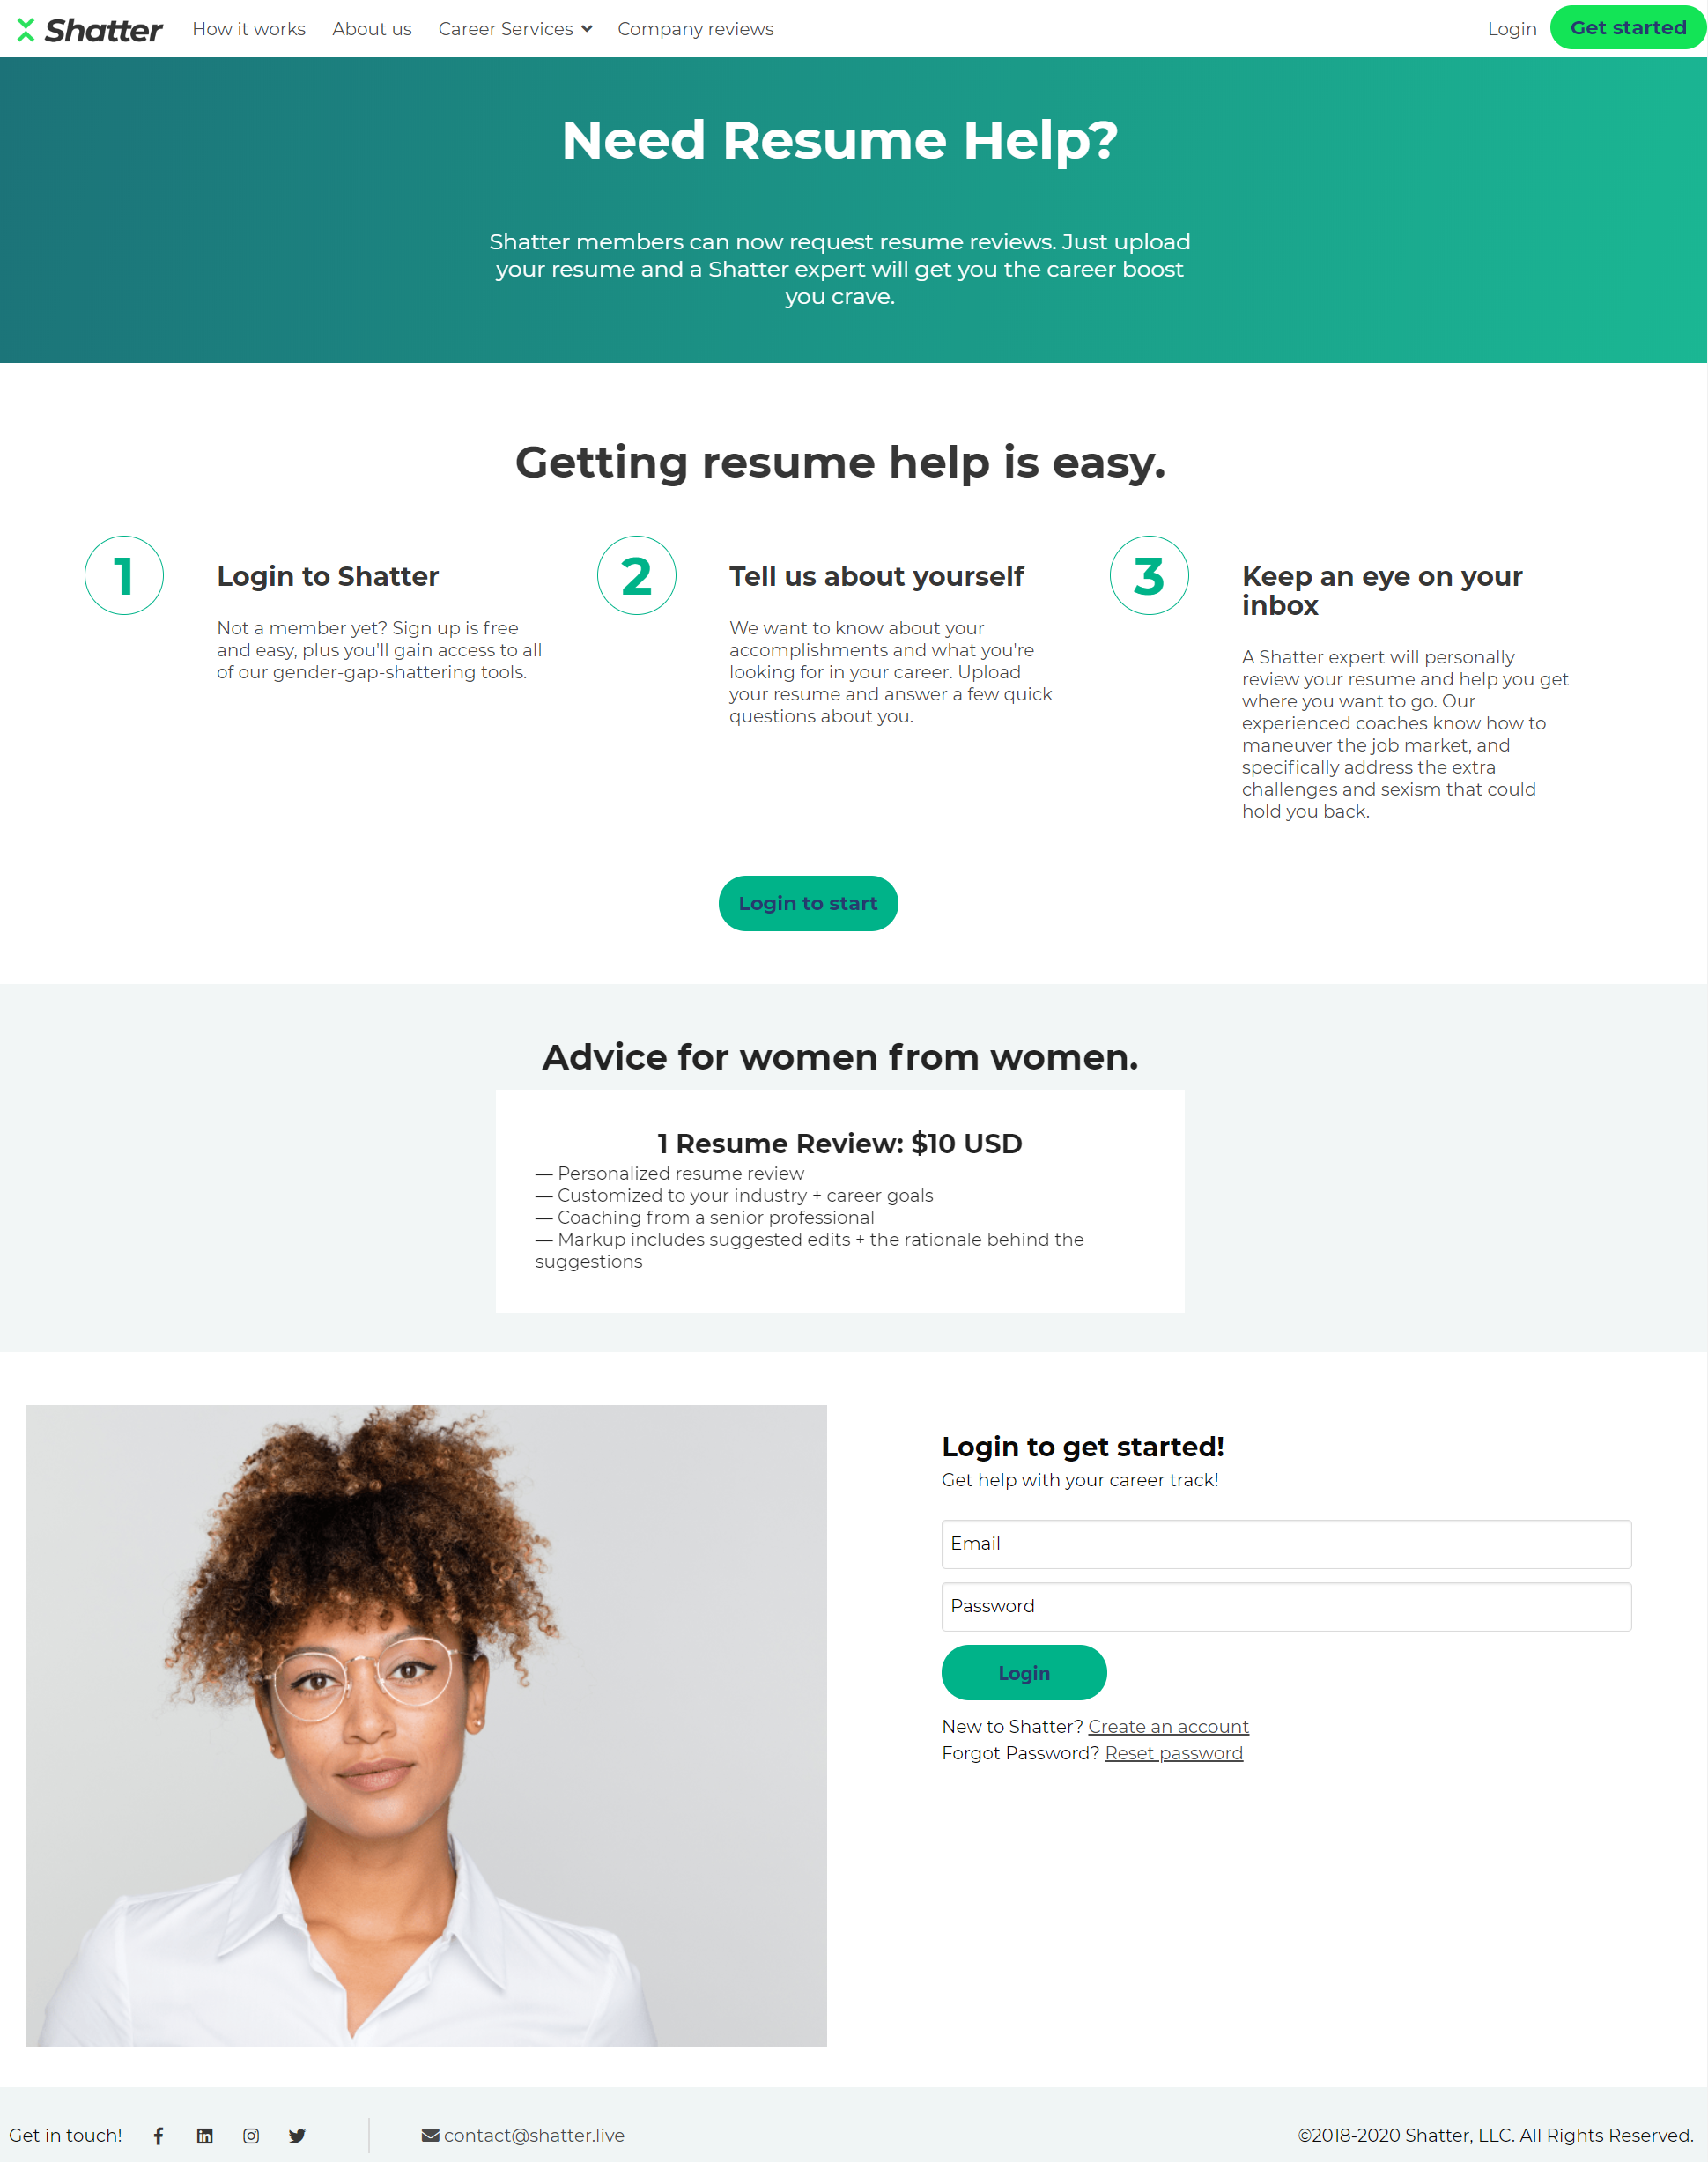 Shatter
How it works
About us
Career Services
Company reviews
Login
Get started
Need Resume Help?
Shatter members can now request resume reviews. Just upload
your resume and a Shatter expert will get you the career boost
you crave.
Getting resume help is easy.
1
Login to Shatter
Not a member yet? Sign up is free
and easy, plus you'll gain access to all
of our gender-gap-shattering tools.
2
Tell us about yourself
We want to know about your
accomplishments and what you're
looking for in your career. Upload
your resume and answer a few quick
questions about you.
3
Keep an eye on your
inbox
A Shatter expert will personally
review your resume and help you get
where you want to go. Our
experienced coaches know how to
maneuver the job market, and
specifically address the extra
challenges and sexism that could
hold you back.
Login to start
Advice for women from women.
1 Resume Review: $10 USD
— Personalized resume review
— Customized to your industry + career goals
— Coaching from a senior professional
— Markup includes suggested edits + the rationale behind the
suggestions
Login to get started!
Get help with your career track!
Email
Password
Login
New to Shatter? Create an account
Forgot Password? Reset password
Get in touch!
contact@shatter.live
©2018-2020 Shatter, LLC. All Rights Reserved.